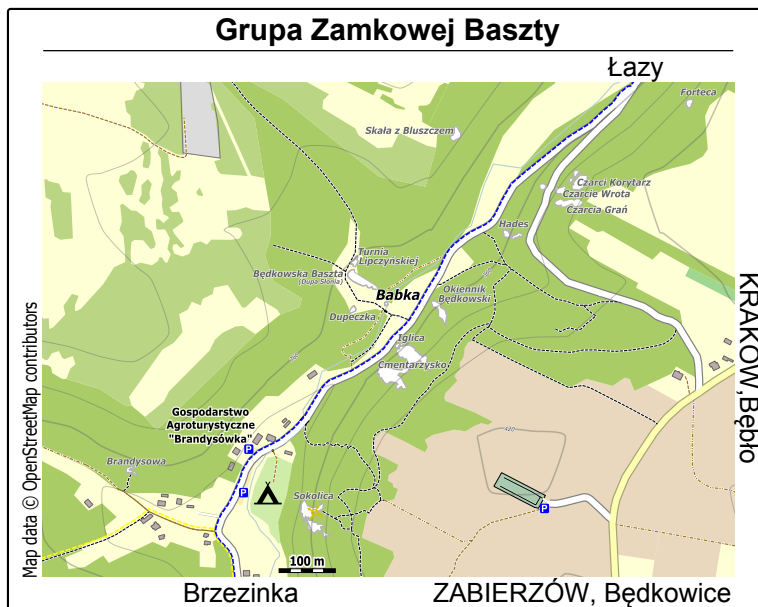 Grupa Zamkowej Baszty
Łazy
Forteca
Skała z Bluszczem
Czarci Korytarz
Czarcie Wrota
Czarcia Grań
Hades
Turnia
Lipczyńskiej
Będkowska Baszta
(Dupa Słonia)
Babka
Okiennik
Będkowski
Dupeczka
Iglica
Cmentarzysko
KRAKÓW, Bębło
Map data © OpenStreetMap contributors
Gospodarstwo
Agroturystyczne
"Brandysówka"
P
420
Brandysowa
P
Sokolica
P
100 m
Brzezinka
ZABIERZÓW, Będkowice